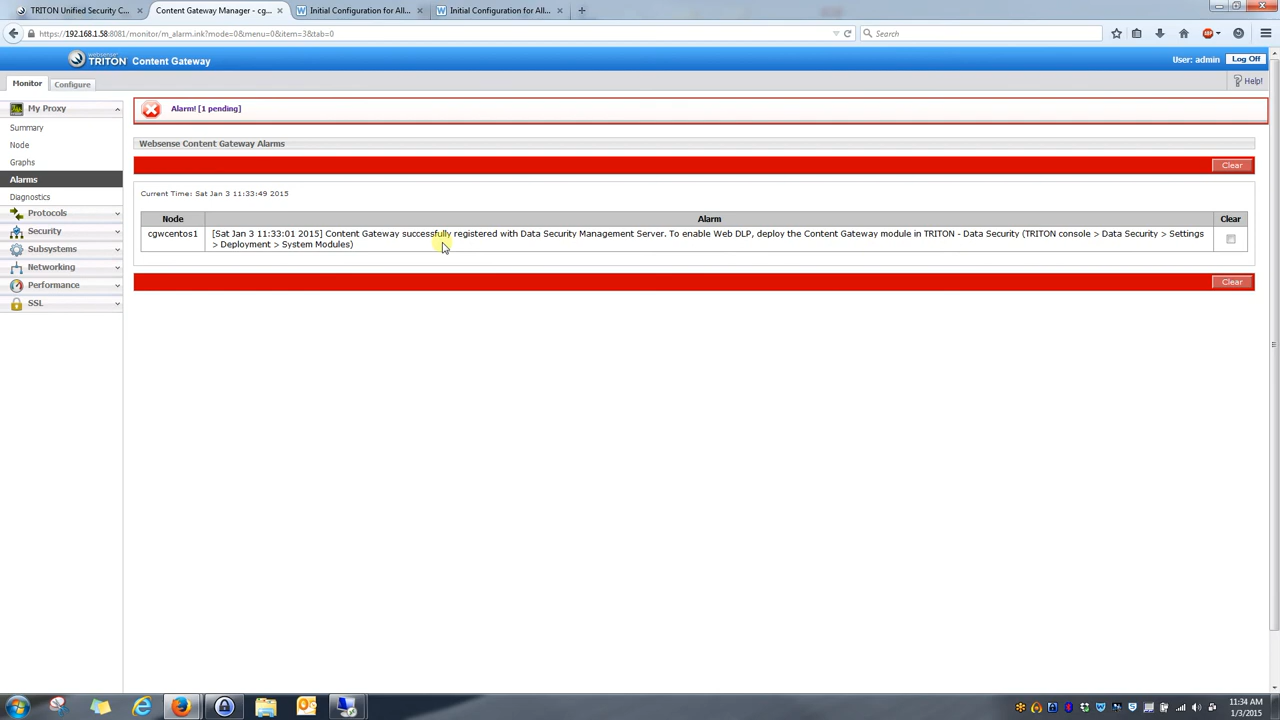 TRITON Unified Security C...
Content Gateway Manager - cg...
Initial Configuration for All...
Initial Configuration for All...
https://192.168.1.58:8081/monitor/m_alarm.ink?mode=0&menu=0&item=3&tab=0
Search
websense
TRITON Content Gateway
User: admin
Log Off
Monitor
Configure
Help!
My Proxy
Alarm! [1 pending]
Summary
Websense Content Gateway Alarms
Node
Graphs
Clear
Alarms
Current Time: Sat Jan 3 11:33:49 2015
Diagnostics
Protocols
Node
Alarm
Clear
Security
cgwcentos1
[Sat Jan 3 11:33:01 2015] Content Gateway successfully registered with Data Security Management Server. To enable Web DLP, deploy the Content Gateway module in TRITON - Data Security (TRITON console > Data Security > Settings
> Deployment > System Modules)
Subsystems
Networking
Performance
Clear
SSL
11:34 AM
1/3/2015